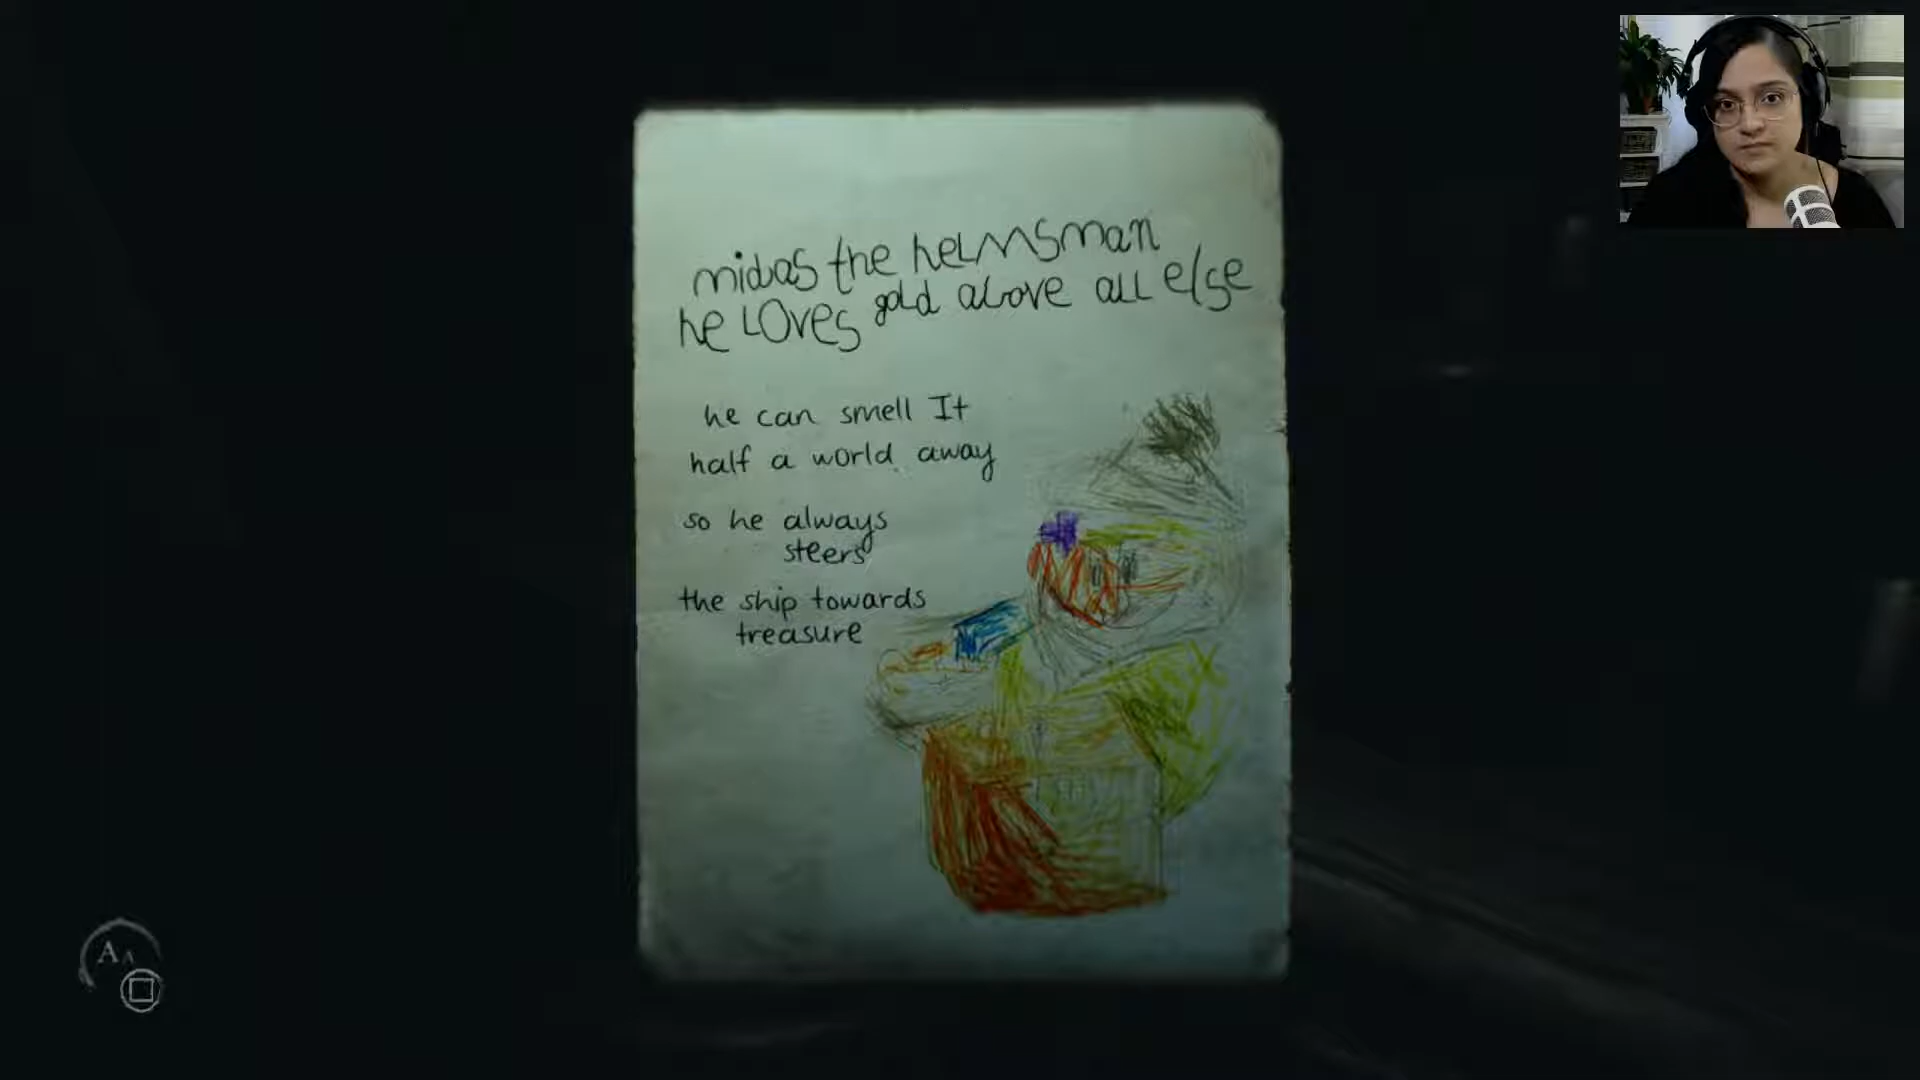 midas the helmsman
he loves gold above all else
he can smell It
half a world away
so he always
steers
the ship towards
treasure
AA